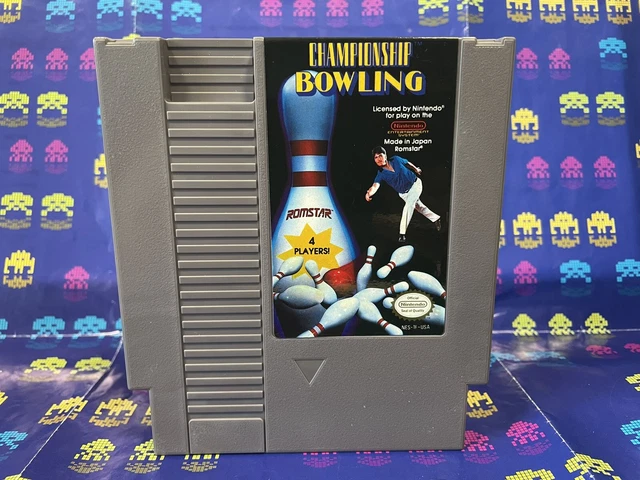 CHAMPIONSHIP
BOWLING
Licensed by Nintendo®
for play on the
Nintendo
ENTERTAINMENT
SYSTEM®
Made in Japan
Romstar®
ROMSTAR
4
PLAYERS!
Official
Nintendo
Seal of Quality
NES-1F-USA